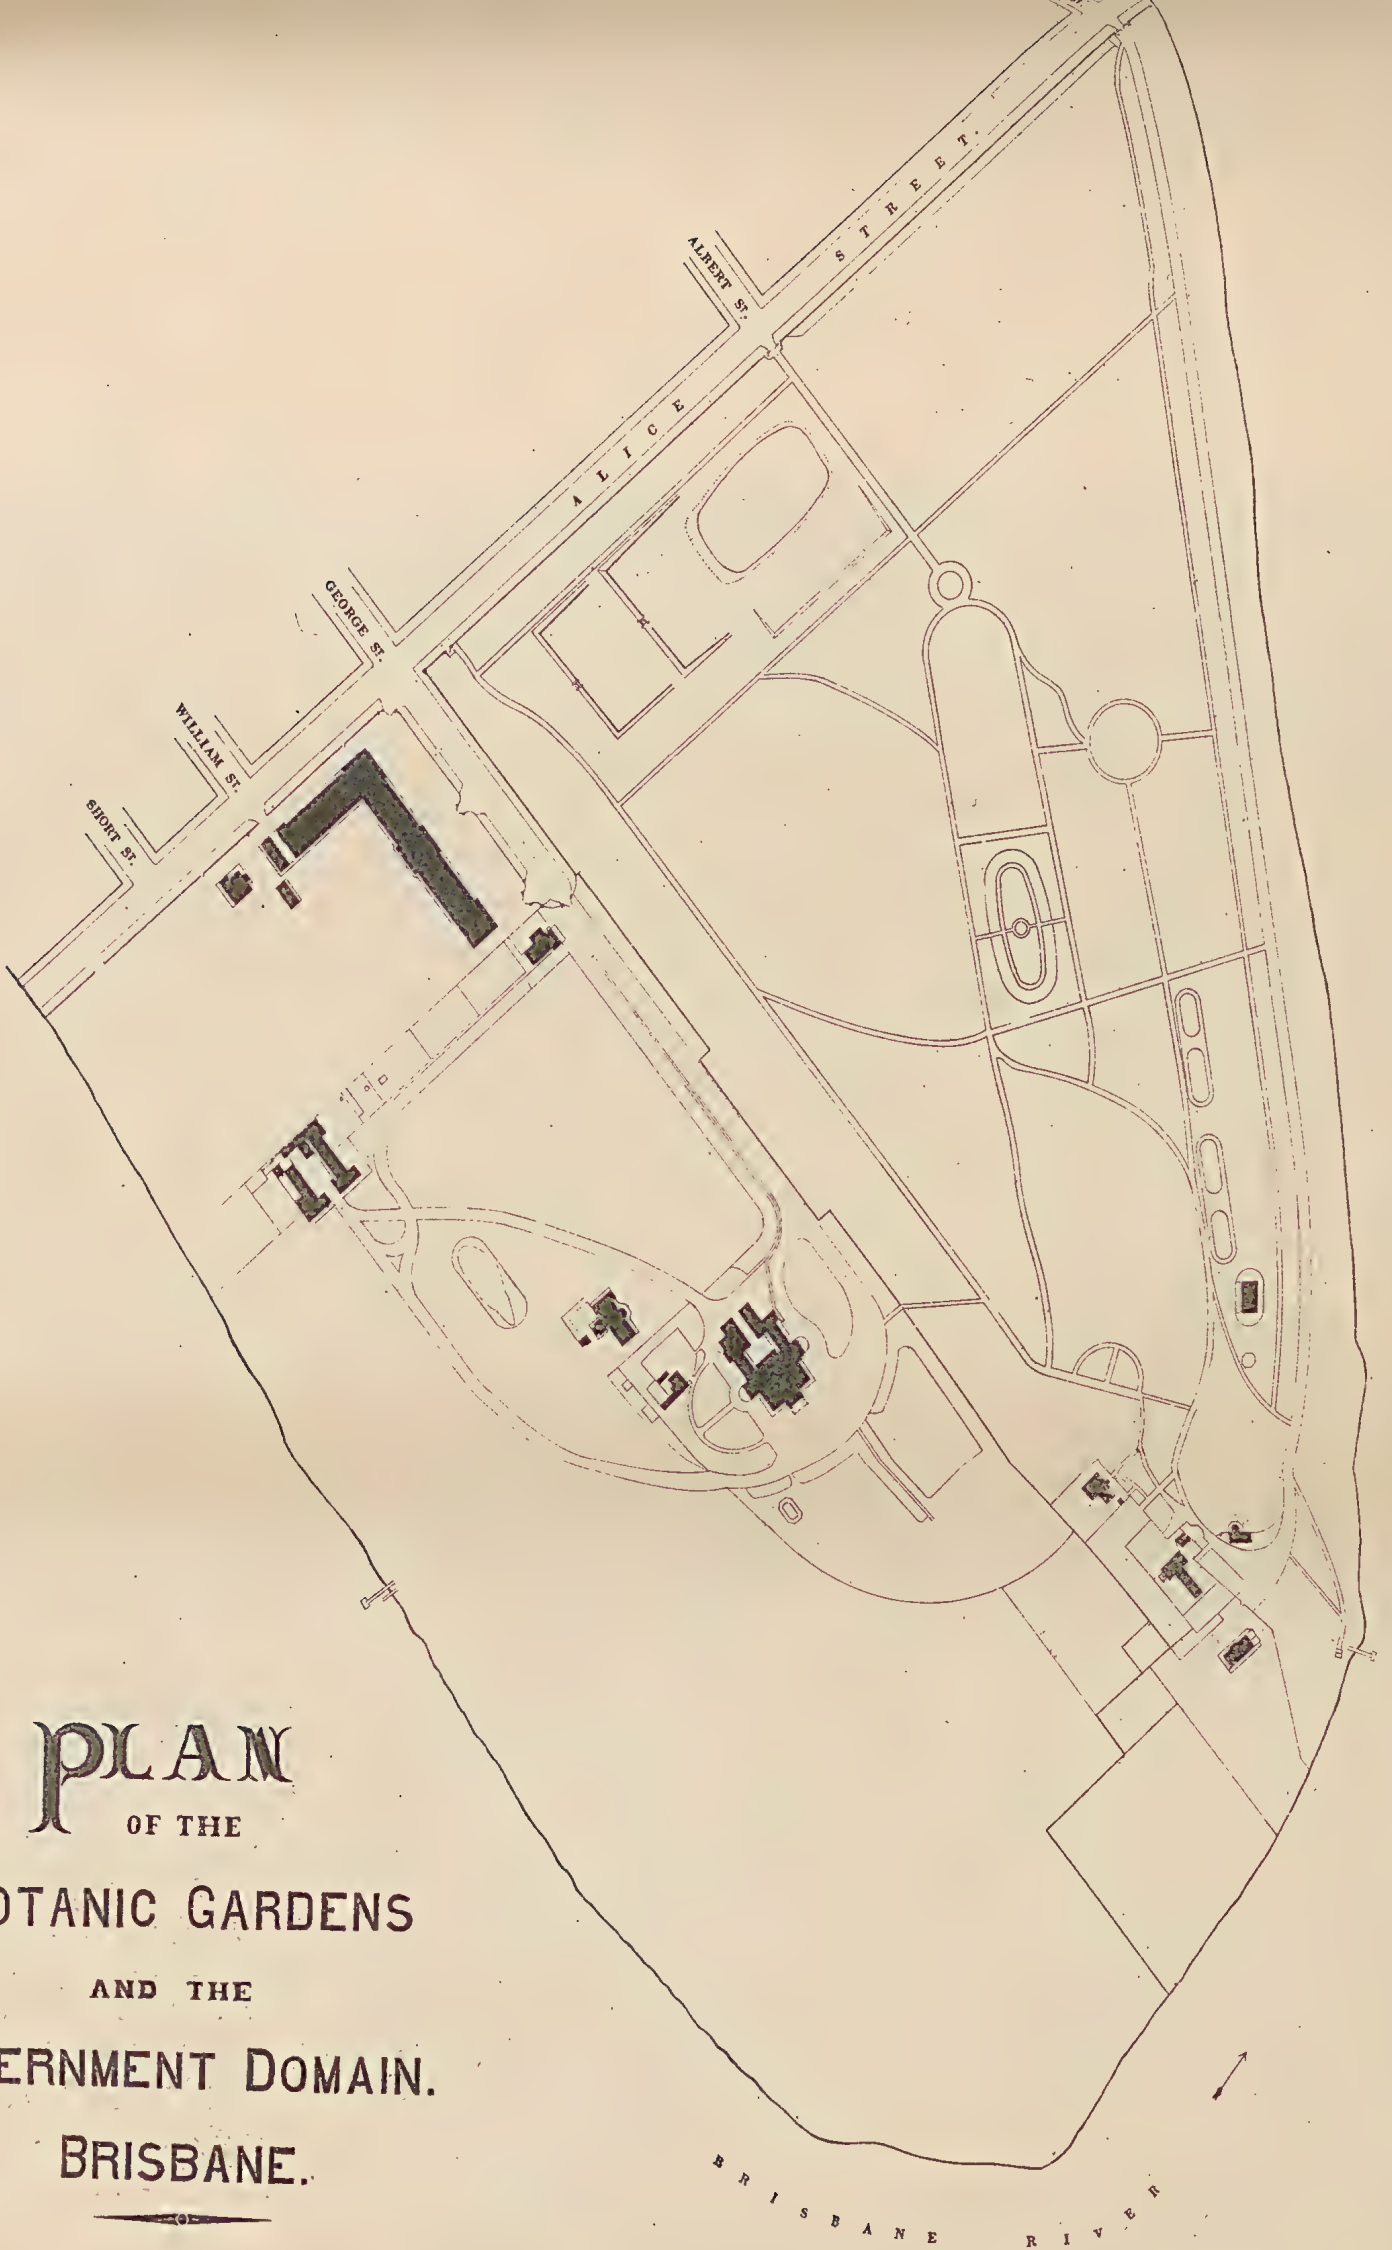 ALICE STREET.
ALBERT ST.
GEORGE ST.
WILLIAM ST.
SHORT ST.
PLAN
OF THE
OTANIC GARDENS
AND THE
ERNMENT DOMAIN.
BRISBANE.
BRISBANE RIVER